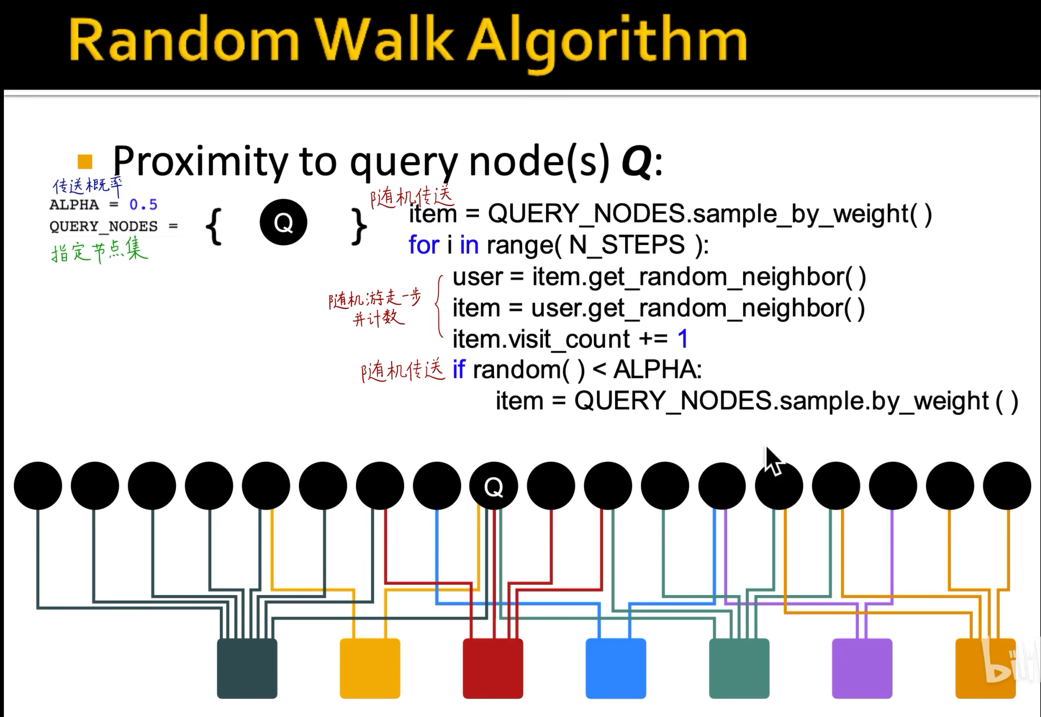 Random Walk Algorithm
Proximity to query node(s) Q:
传送概率
ALPHA = 0.5
QUERY_NODES =
{ Q }
指定节点集
随机传送
item = QUERY_NODES.sample_by_weight( )
for i in range( N_STEPS ):
user = item.get_random_neighbor( )
item = user.get_random_neighbor( )
item.visit_count += 1
随机游走一步
并计数
随机传送
if random( ) < ALPHA:
item = QUERY_NODES.sample.by_weight ( )
Q